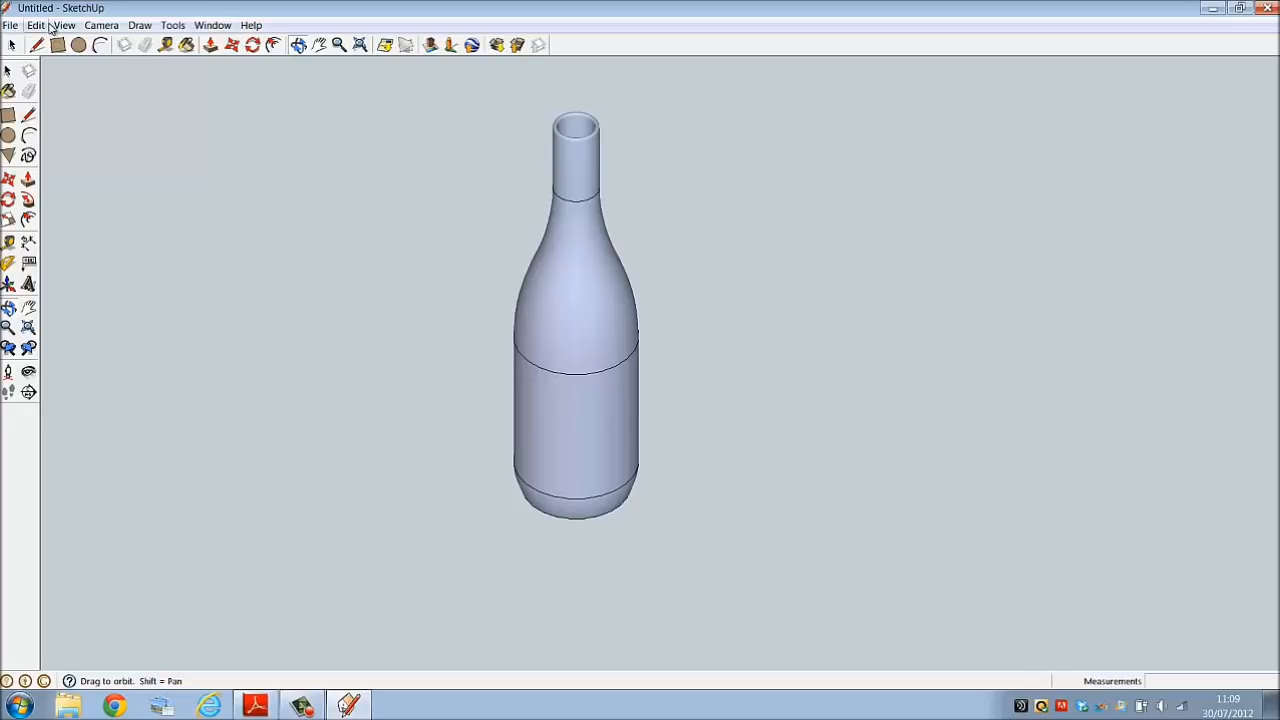 Untitled - SketchUp
File Edit View Camera Draw Tools Window Help
Drag to orbit. Shift = Pan
Measurements
11:09
30/07/2012